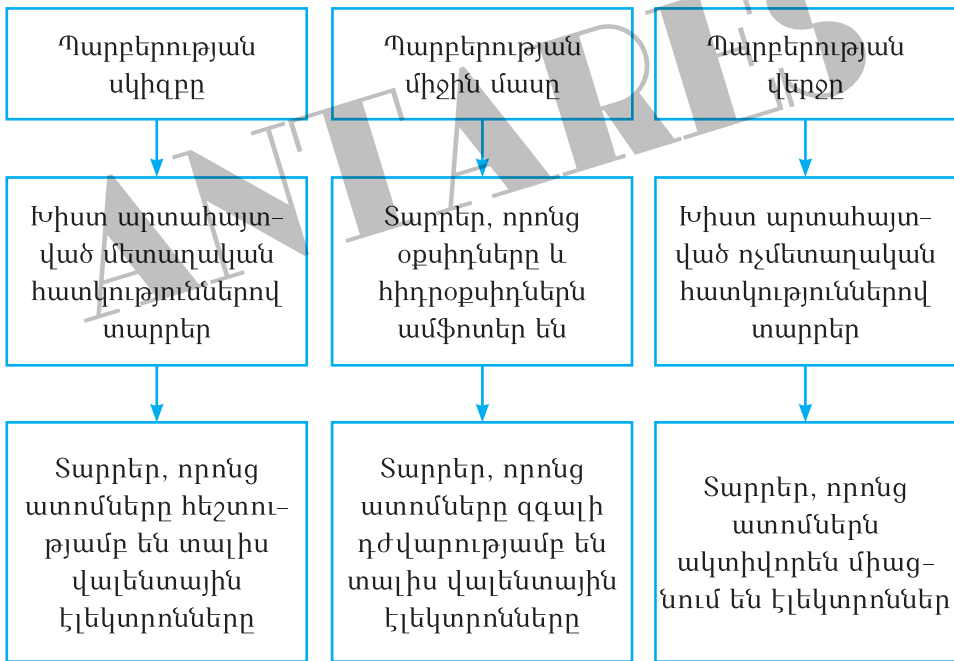 Պարբերության
սկիզբը
Պարբերության
միջին մասը
Պարբերության
վերջը
Խիստ արտահայտ-
ված մետաղական
հատկություններով
տարրեր
Տարրեր, որոնց
օքսիդները և
հիդրօքսիդներն
ամֆոտեր են
Խիստ արտահայտ-
ված ոչմետաղական
հատկություններով
տարրեր
Տարրեր, որոնց
ատոմները հեշտու-
թյամբ են տալիս
վալենտային
էլեկտրոնները
Տարրեր, որոնց
ատոմները զգալի
դժվարությամբ են
տալիս վալենտային
էլեկտրոնները
Տարրեր, որոնց
ատոմներն
ակտիվորեն միաց-
նում են էլեկտրոններ
ANTARES